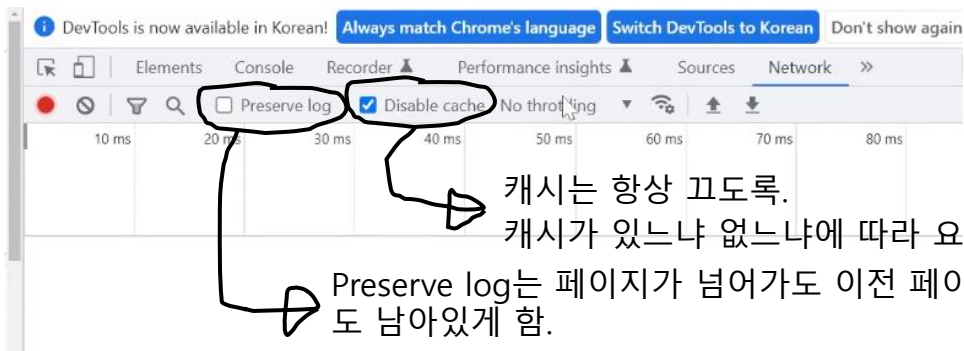 DevTools is now available in Korean! Always match Chrome's language Switch DevTools to Korean Don't show again
Elements Console Recorder Performance insights Sources Network »
Preserve log Disable cache No throttling
10 ms 20 ms 30 ms 40 ms 50 ms 60 ms 70 ms 80 ms
캐시는 항상 끄도록.
캐시가 있느냐 없느냐에 따라 요
Preserve log는 페이지가 넘어가도 이전 페이
도 남아있게 함.